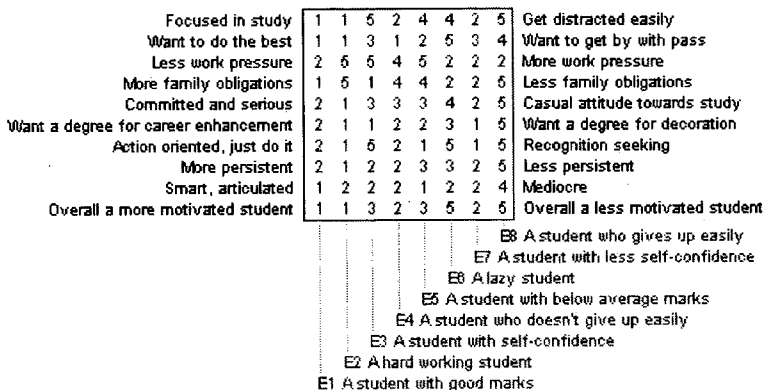 Focused in study 1 1 5 2 4 4 2 5 Get distracted easily
Want to do the best 1 1 3 1 2 5 3 4 Want to get by with pass
Less work pressure 2 5 5 4 5 2 2 2 More work pressure
More family obligations 1 5 1 4 4 2 2 5 Less family obligations
Committed and serious 2 1 3 3 3 4 2 5 Casual attitude towards study
Want a degree for career enhancement 2 1 1 2 2 3 1 5 Want a degree for decoration
Action oriented, just do it 2 1 5 2 1 5 1 5 Recognition seeking
More persistent 2 1 2 2 3 3 2 5 Less persistent
Smart, articulated 1 2 2 2 1 2 2 4 Mediocre
Overall a more motivated student 1 1 3 2 3 5 2 5 Overall a less motivated student
E8 A student who gives up easily
E7 A student with less self-confidence
E6 A lazy student
E5 A student with below average marks
E4 A student who doesn't give up easily
E3 A student with self-confidence
E2 A hard working student
E1 A student with good marks